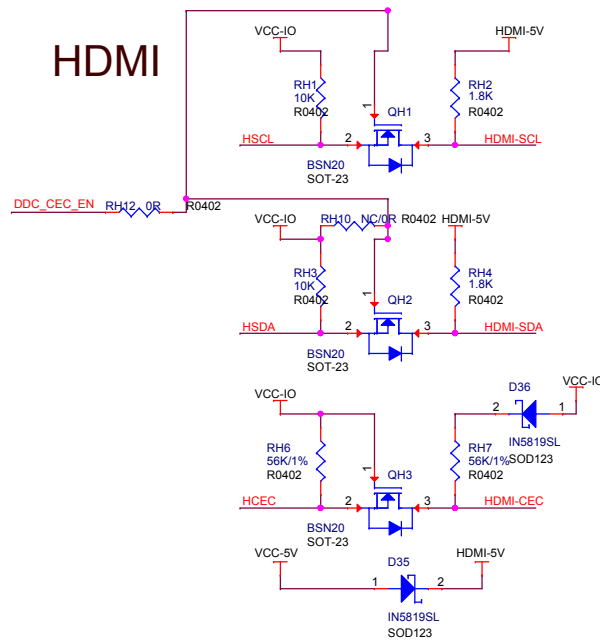 HDMI
VCC-IO
HDMI-5V
RH1
10K
R0402
RH2
1.8K
R0402
1
QH1
HSCL
2
3
HDMI-SCL
BSN20
SOT-23
DDC_CEC_EN
RH12
0R
R0402
VCC-IO
RH10
NC/0R
R0402
HDMI-5V
RH3
10K
R0402
RH4
1.8K
R0402
1
QH2
HSDA
2
3
HDMI-SDA
BSN20
SOT-23
VCC-IO
D36
VCC-IO
2
1
IN5819SL
SOD123
RH6
56K/1%
R0402
RH7
56K/1%
R0402
1
QH3
HCEC
2
3
HDMI-CEC
BSN20
SOT-23
VCC-5V
D35
HDMI-5V
1
2
IN5819SL
SOD123